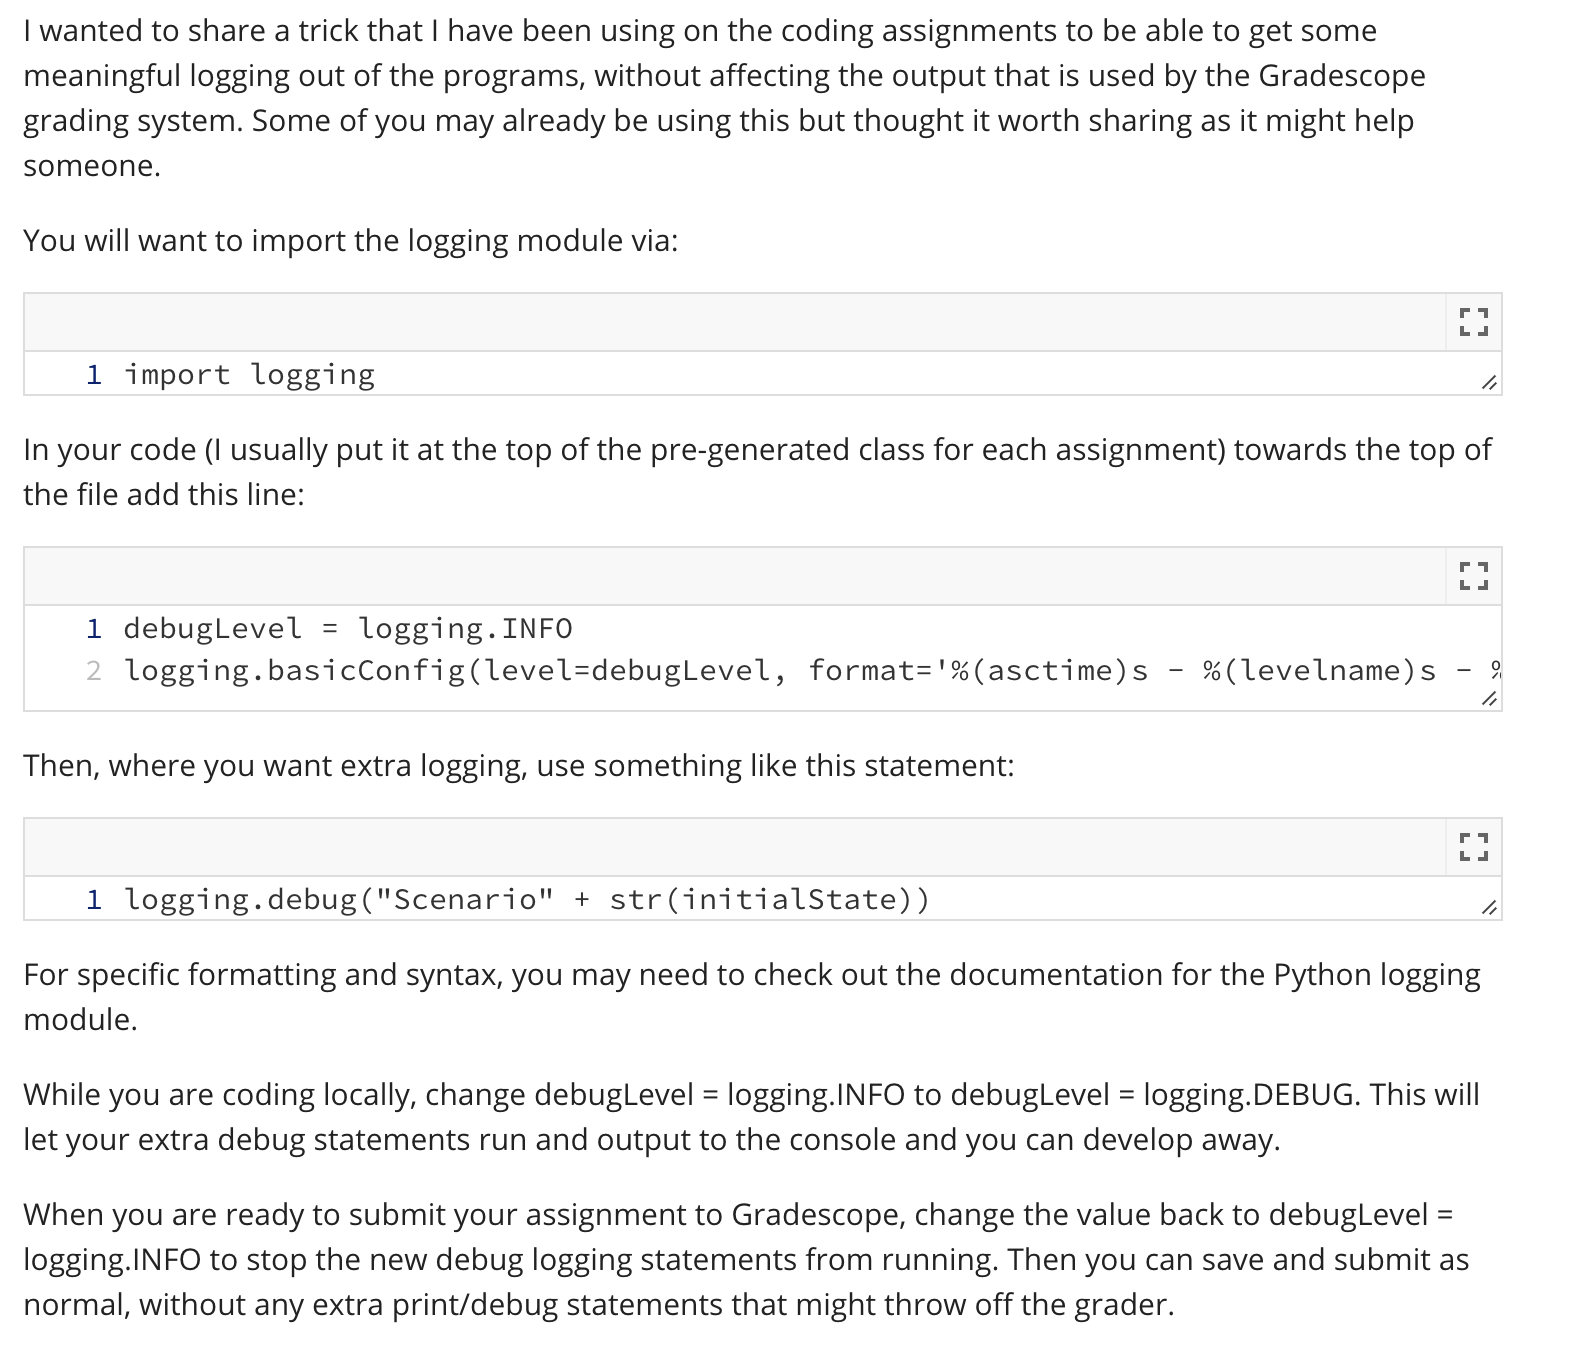 I wanted to share a trick that I have been using on the coding assignments to be able to get some
meaningful logging out of the programs, without affecting the output that is used by the Gradescope
grading system. Some of you may already be using this but thought it worth sharing as it might help
someone.
You will want to import the logging module via:
1 import logging
In your code (I usually put it at the top of the pre-generated class for each assignment) towards the top of
the file add this line:
1 debugLevel = logging.INFO
2 logging.basicConfig(level=debugLevel, format='%(asctime)s - %(levelname)s - %
Then, where you want extra logging, use something like this statement:
1 logging.debug("Scenario" + str(initialState))
For specific formatting and syntax, you may need to check out the documentation for the Python logging
module.
While you are coding locally, change debugLevel = logging.INFO to debugLevel = logging.DEBUG. This will
let your extra debug statements run and output to the console and you can develop away.
When you are ready to submit your assignment to Gradescope, change the value back to debugLevel =
logging.INFO to stop the new debug logging statements from running. Then you can save and submit as
normal, without any extra print/debug statements that might throw off the grader.